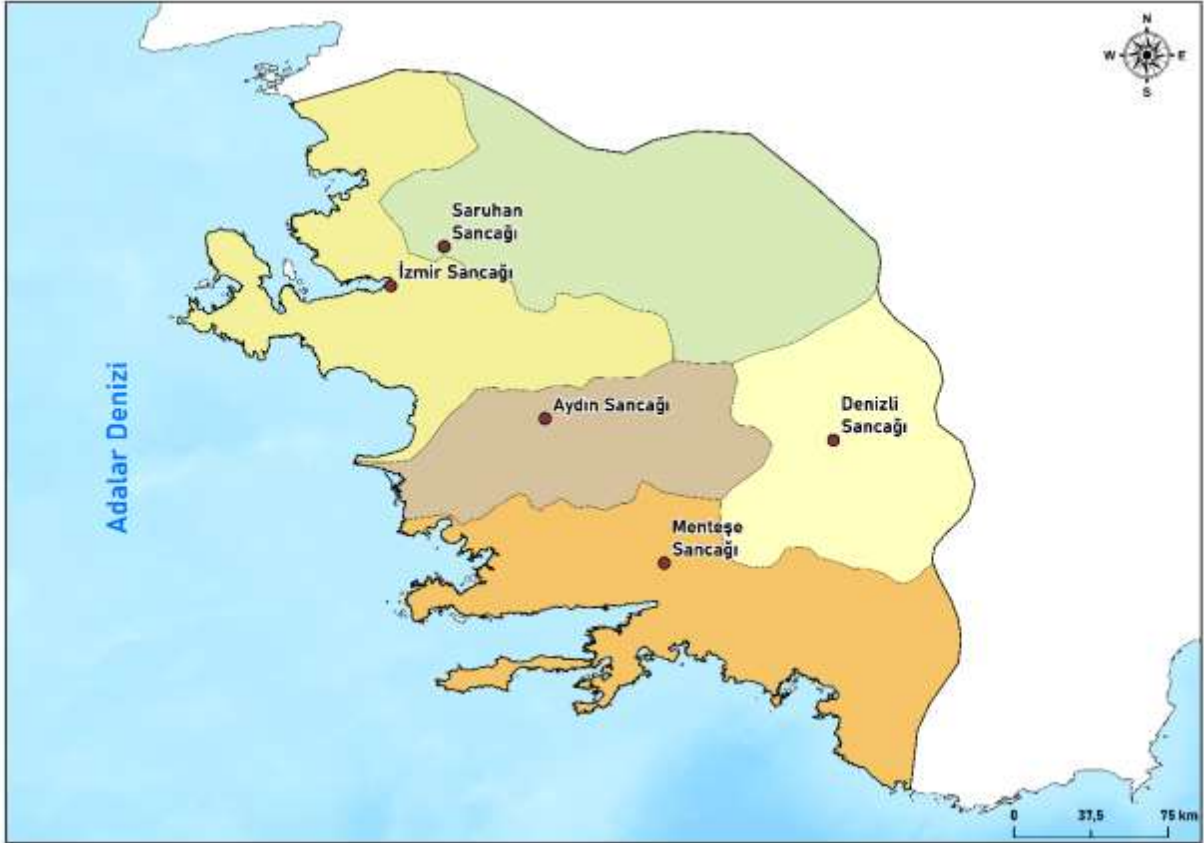 N
W E
S
Saruhan
Sancağı
İzmir Sancağı
Adalar Denizi
Aydın Sancağı
Denizli
Sancağı
Menteşe
Sancağı
0 37,5 75 km